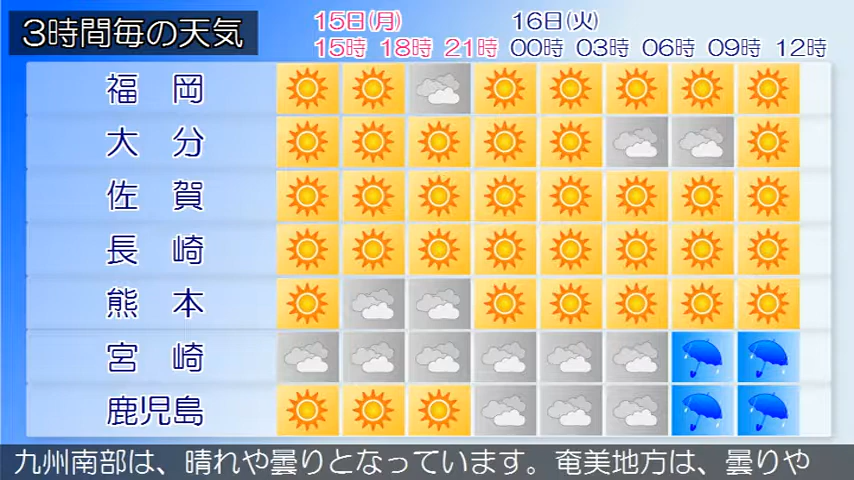 3時間毎の天気
15日(月) 16日(火)
15時 18時 21時 00時 03時 06時 09時 12時
福岡
大分
佐賀
長崎
熊本
宮崎
鹿児島
九州南部は、晴れや曇りとなっています。奄美地方は、曇りや